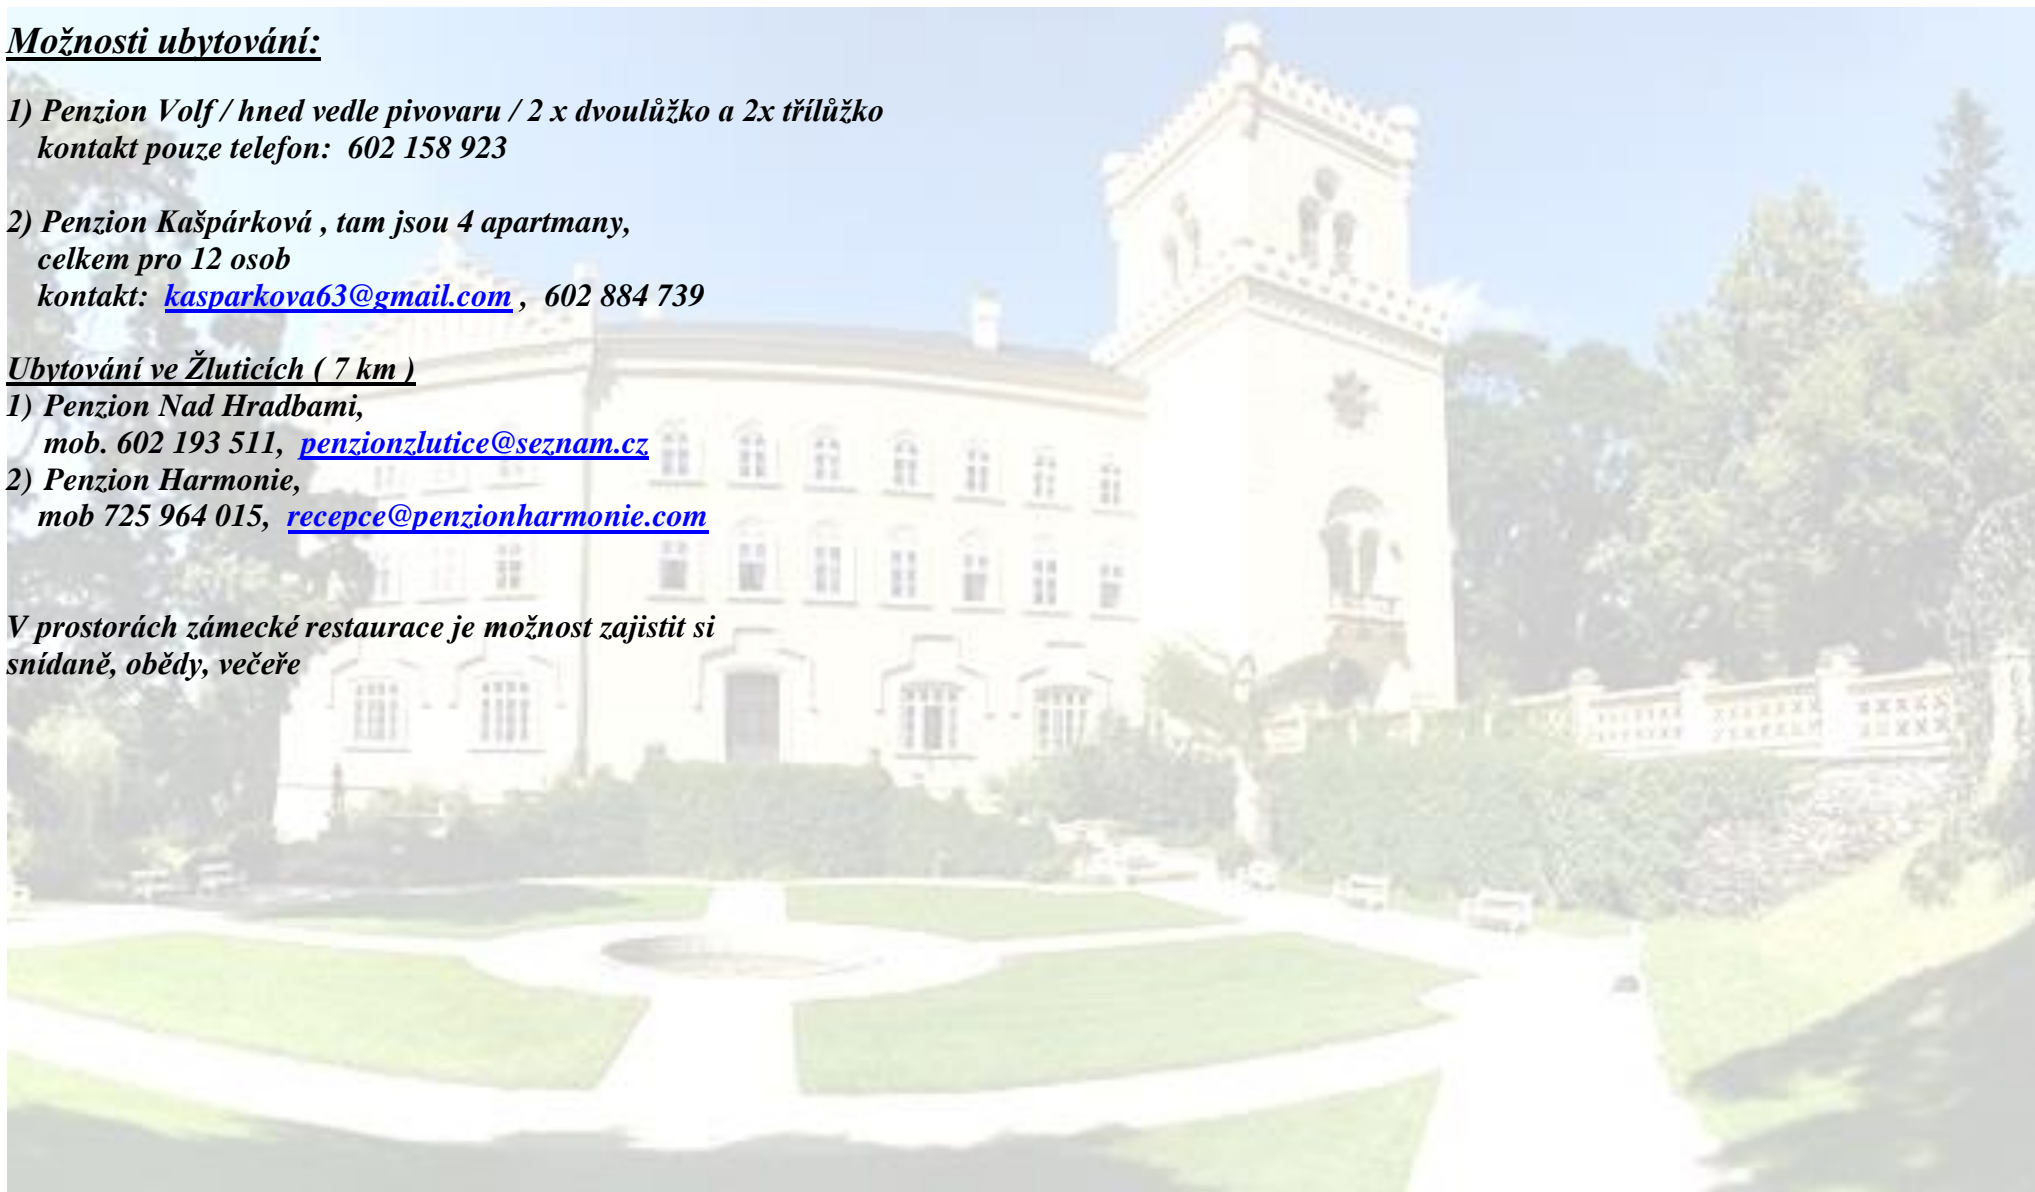 Možnosti ubytování:
1) Penzion Volf / hned vedle pivovaru / 2 x dvoulůžko a 2x třílůžko
kontakt pouze telefon: 602 158 923
2) Penzion Kašpárková , tam jsou 4 apartmany,
celkem pro 12 osob
kontakt: kasparkova63@gmail.com , 602 884 739
Ubytování ve Žluticích ( 7 km )
1) Penzion Nad Hradbami,
mob. 602 193 511, penzionzlutice@seznam.cz
2) Penzion Harmonie,
mob 725 964 015, recepce@penzionharmonie.com
V prostorách zámecké restaurace je možnost zajistit si
snídaně, obědy, večeře